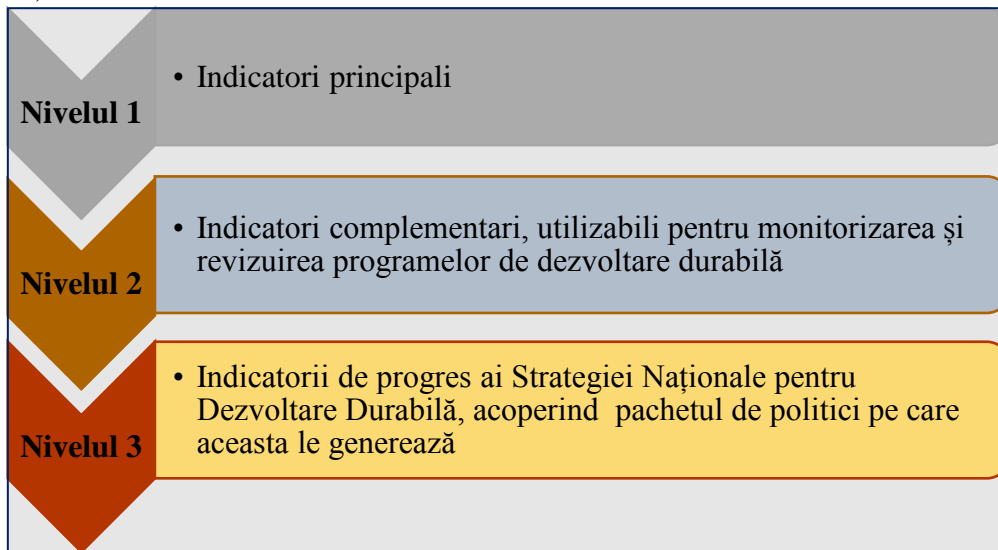 Nivelul 1
• Indicatori principali
Nivelul 2
• Indicatori complementari, utilizabili pentru monitorizarea și
revizuirea programelor de dezvoltare durabilă
Nivelul 3
• Indicatorii de progres ai Strategiei Naționale pentru
Dezvoltare Durabilă, acoperind pachetul de politici pe care
aceasta le generează